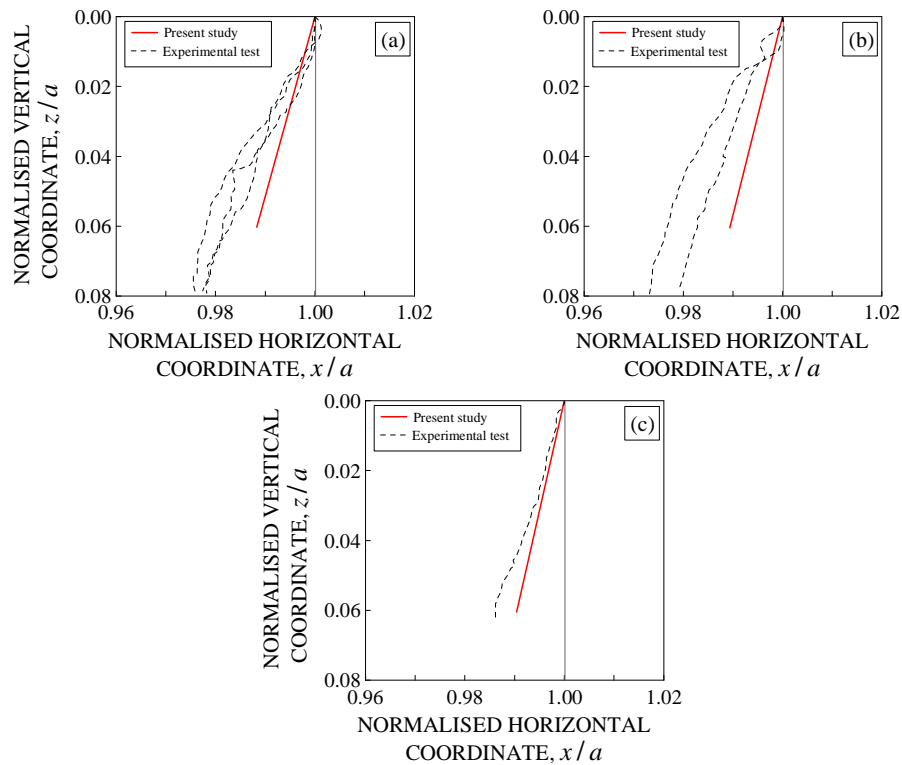 0.00
0.02
0.04
0.06
0.08
NORMALISED VERTICAL
COORDINATE, z/a
Present study
Experimental test
(a)
0.96
0.98
1.00
1.02
NORMALISED HORIZONTAL
COORDINATE, x/a
0.00
0.02
0.04
0.06
0.08
Present study
Experimental test
(b)
0.96
0.98
1.00
1.02
NORMALISED HORIZONTAL
COORDINATE, x/a
0.00
0.02
0.04
0.06
0.08
NORMALISED VERTICAL
COORDINATE, z/a
Present study
Experimental test
(c)
0.96
0.98
1.00
1.02
NORMALISED HORIZONTAL
COORDINATE, x/a